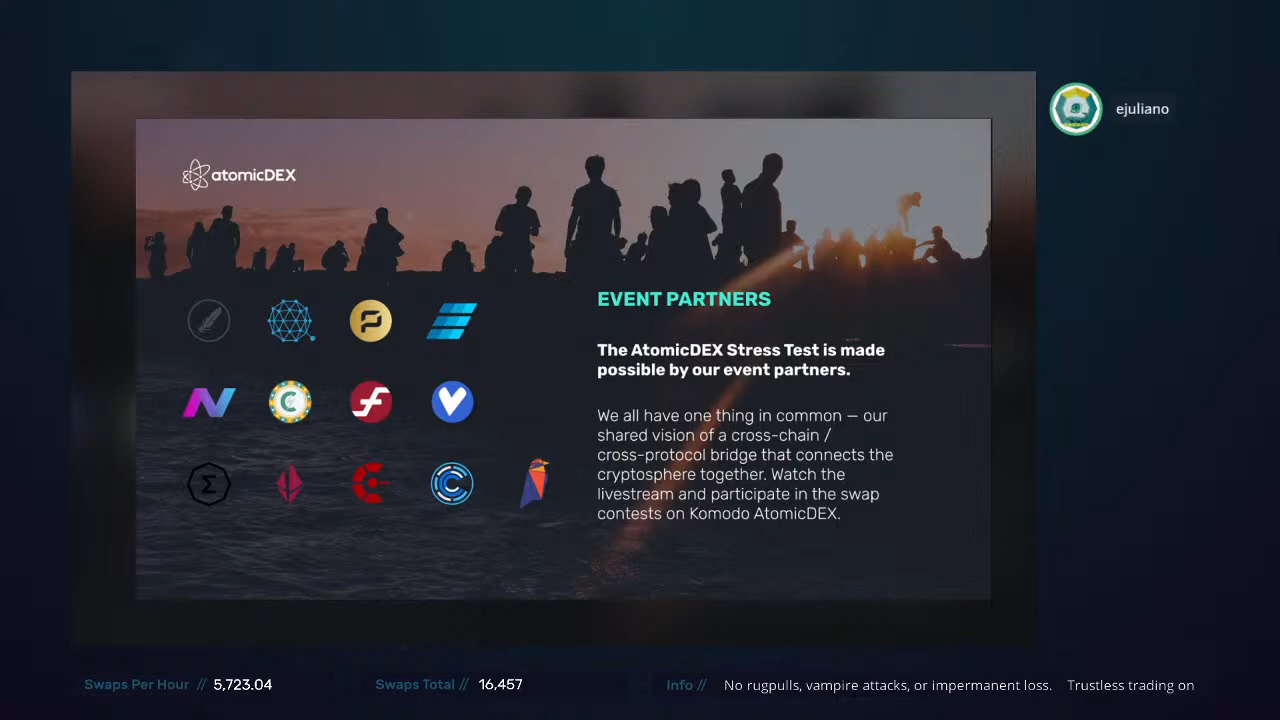 ejuliano
atomicDEX
EVENT PARTNERS
The AtomicDEX Stress Test is made
possible by our event partners.
We all have one thing in common — our
shared vision of a cross-chain /
cross-protocol bridge that connects the
cryptosphere together. Watch the
livestream and participate in the swap
contests on Komodo AtomicDEX.
Swaps Per Hour // 5,723.04
Swaps Total // 16,457
Info // No rugpulls, vampire attacks, or impermanent loss. Trustless trading on